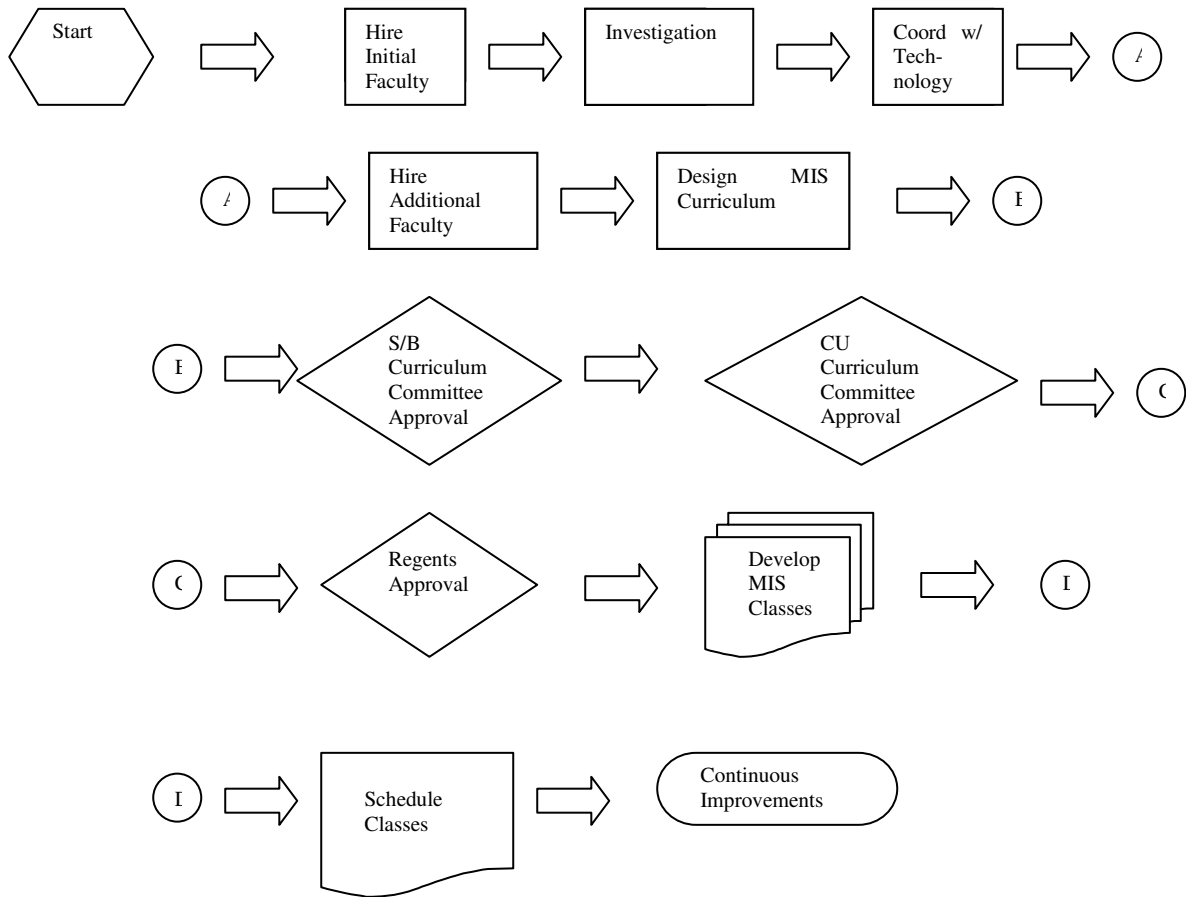 Start
Hire
Initial
Faculty
Investigation
Coord w/
Tech-
nology
Hire
Additional
Faculty
Design MIS
Curriculum
S/B
Curriculum
Committee
Approval
CU
Curriculum
Committee
Approval
Regents
Approval
Develop
MIS
Classes
Schedule
Classes
Continuous
Improvements